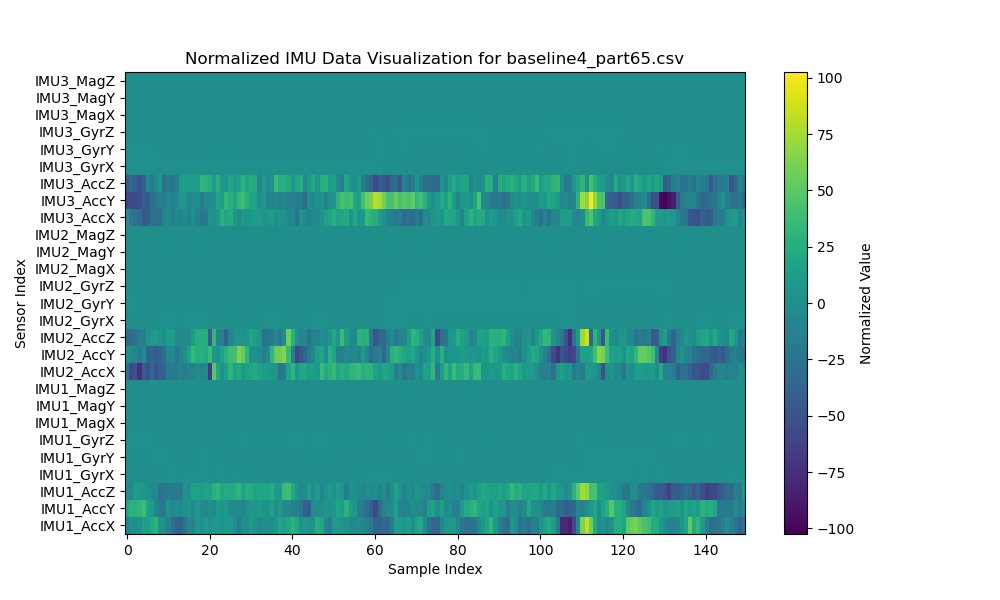 Normalized IMU Data Visualization for baseline4_part65.csv
IMU3_MagZ
IMU3_MagY
IMU3_MagX
IMU3_GyrZ
IMU3_GyrY
IMU3_GyrX
IMU3_AccZ
IMU3_AccY
IMU3_AccX
IMU2_MagZ
IMU2_MagY
IMU2_MagX
IMU2_GyrZ
IMU2_GyrY
IMU2_GyrX
IMU2_AccZ
IMU2_AccY
IMU2_AccX
IMU1_MagZ
IMU1_MagY
IMU1_MagX
IMU1_GyrZ
IMU1_GyrY
IMU1_GyrX
IMU1_AccZ
IMU1_AccY
IMU1_AccX
Sensor Index
0 20 40 60 80 100 120 140
Sample Index
100
75
50
25
0
−25
−50
−75
−100
Normalized Value